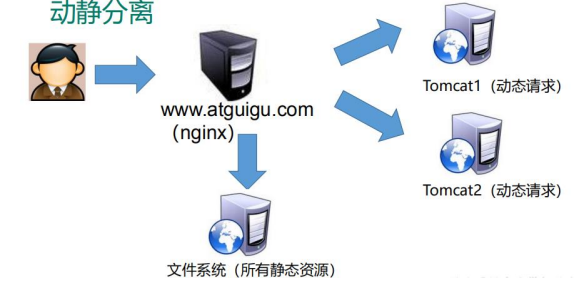 动静分离
Tomcat1（动态请求）
www.atguigu.com
（nginx）
Tomcat2（动态请求）
文件系统（所有静态资源）